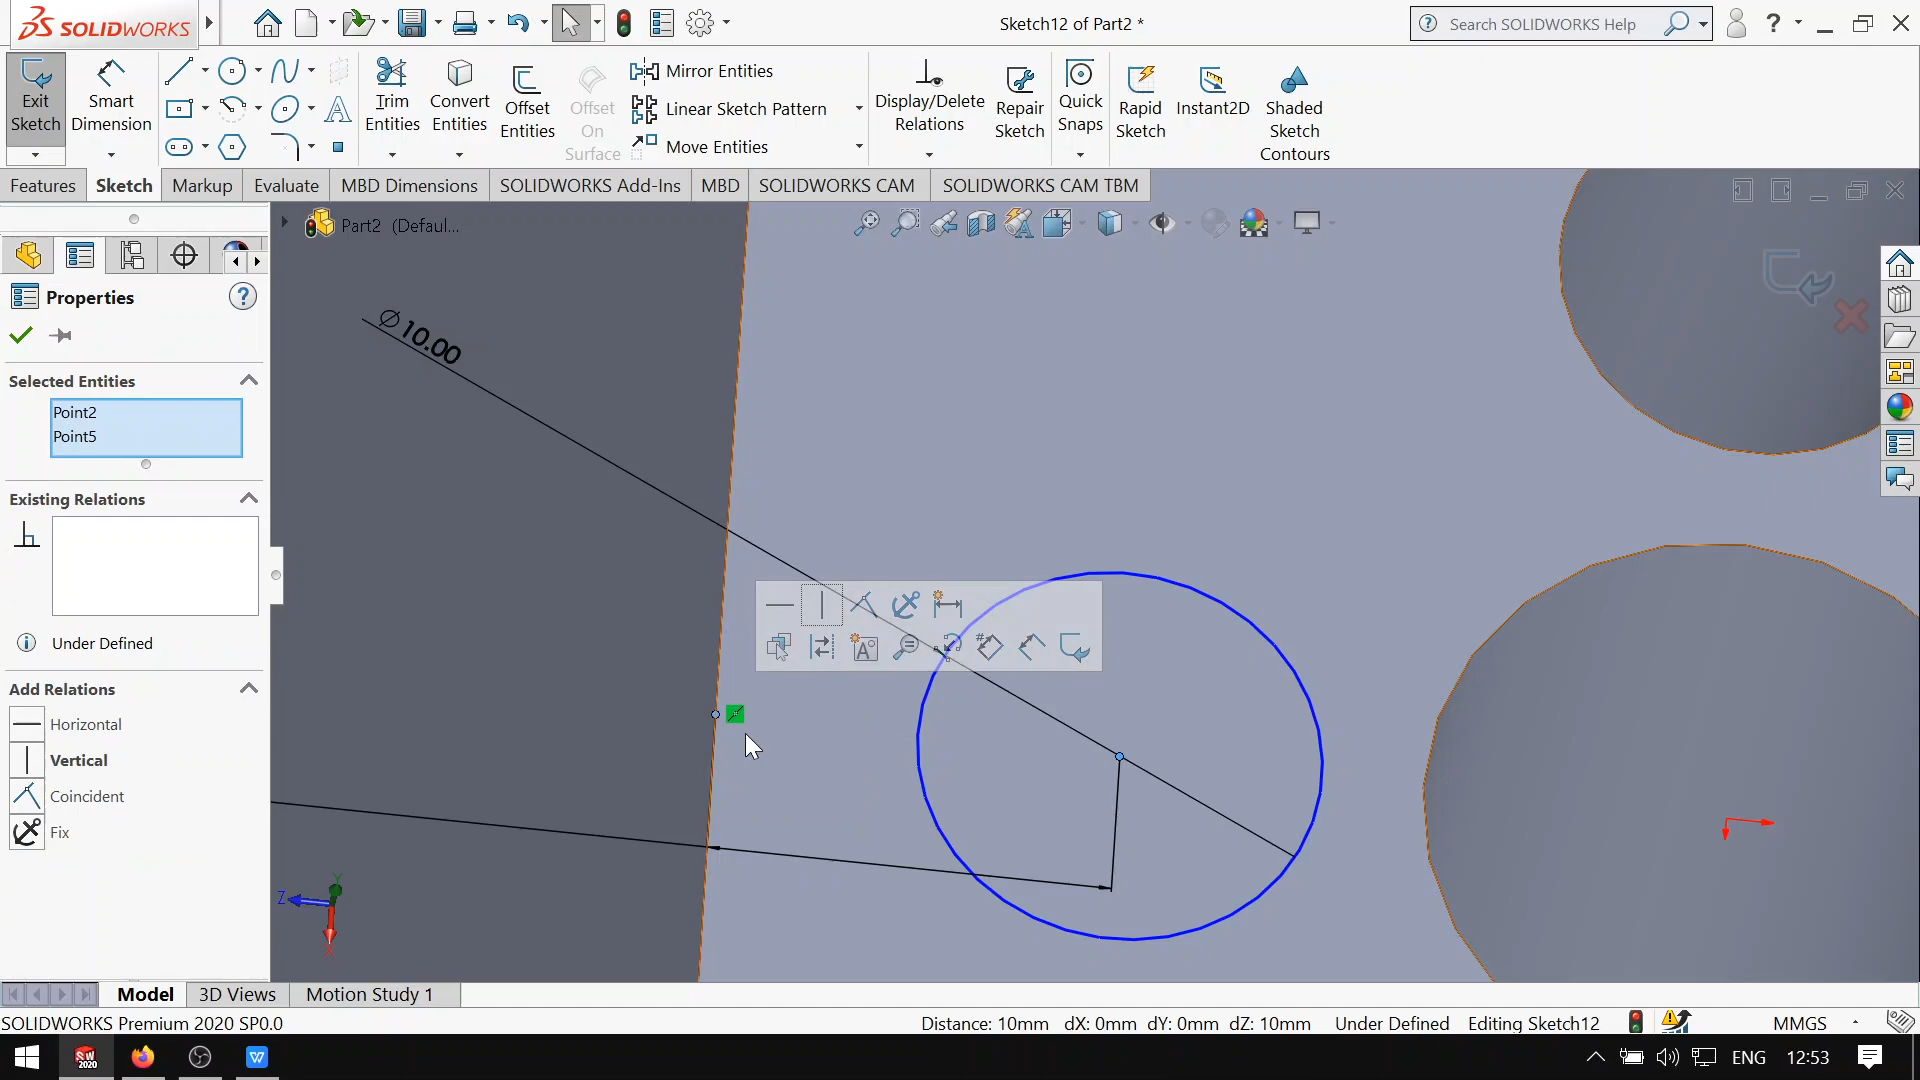 SOLIDWORKS
Sketch12 of Part2 *
Search SOLIDWORKS Help
?
Exit
Sketch
Smart
Dimension
Trim
Entities
Convert
Entities
Offset
Entities
Offset
On
Surface
Mirror Entities
Linear Sketch Pattern
Move Entities
Display/Delete
Relations
Repair
Sketch
Quick
Snaps
Rapid
Sketch
Instant2D
Shaded
Sketch
Contours
Features
Sketch
Markup
Evaluate
MBD Dimensions
SOLIDWORKS Add-Ins
MBD
SOLIDWORKS CAM
SOLIDWORKS CAM TBM
Part2 (Defaul...
Properties
?
Selected Entities
Point2
Point5
Existing Relations
Under Defined
Add Relations
Horizontal
Vertical
Coincident
Fix
∅10.00
Y
Z
X
Model
3D Views
Motion Study 1
SOLIDWORKS Premium 2020 SP0.0
Distance: 10mm dX: 0mm dY: 0mm dZ: 10mm
Under Defined
Editing Sketch12
MMGS
SW
2020
W
ENG
12:53